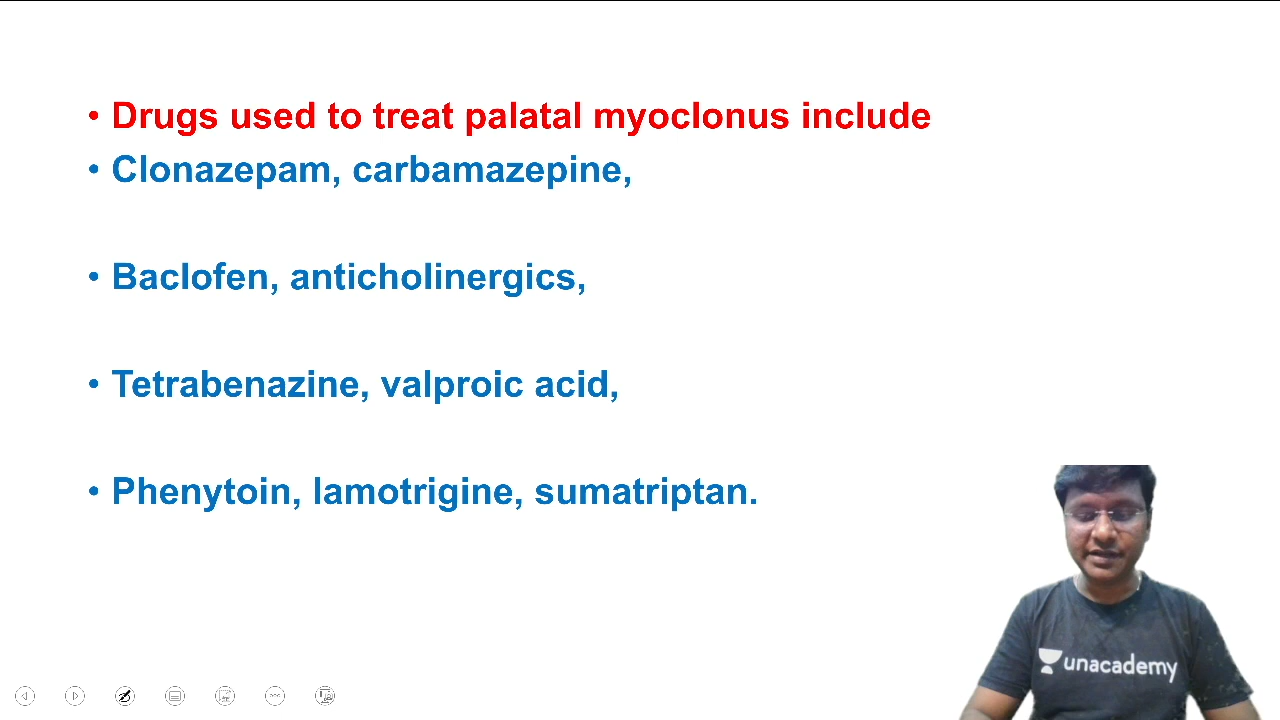 • Drugs used to treat palatal myoclonus include
• Clonazepam, carbamazepine,
• Baclofen, anticholinergics,
• Tetrabenazine, valproic acid,
• Phenytoin, lamotrigine, sumatriptan.
unacademy